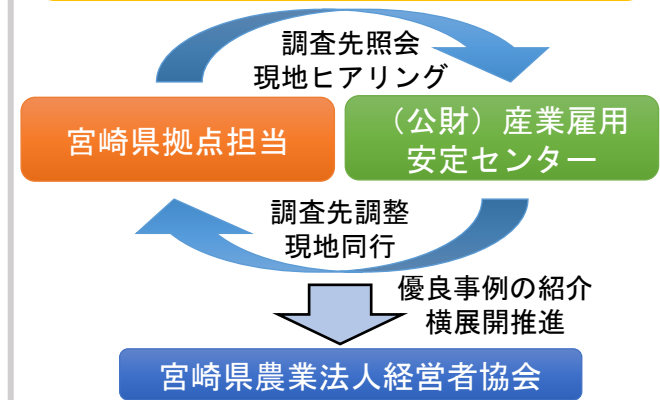 調査先照会
現地ヒアリング
宮崎県拠点担当
（公財）産業雇用
安定センター
調査先調整
現地同行
優良事例の紹介
横展開推進
宮崎県農業法人経営者協会